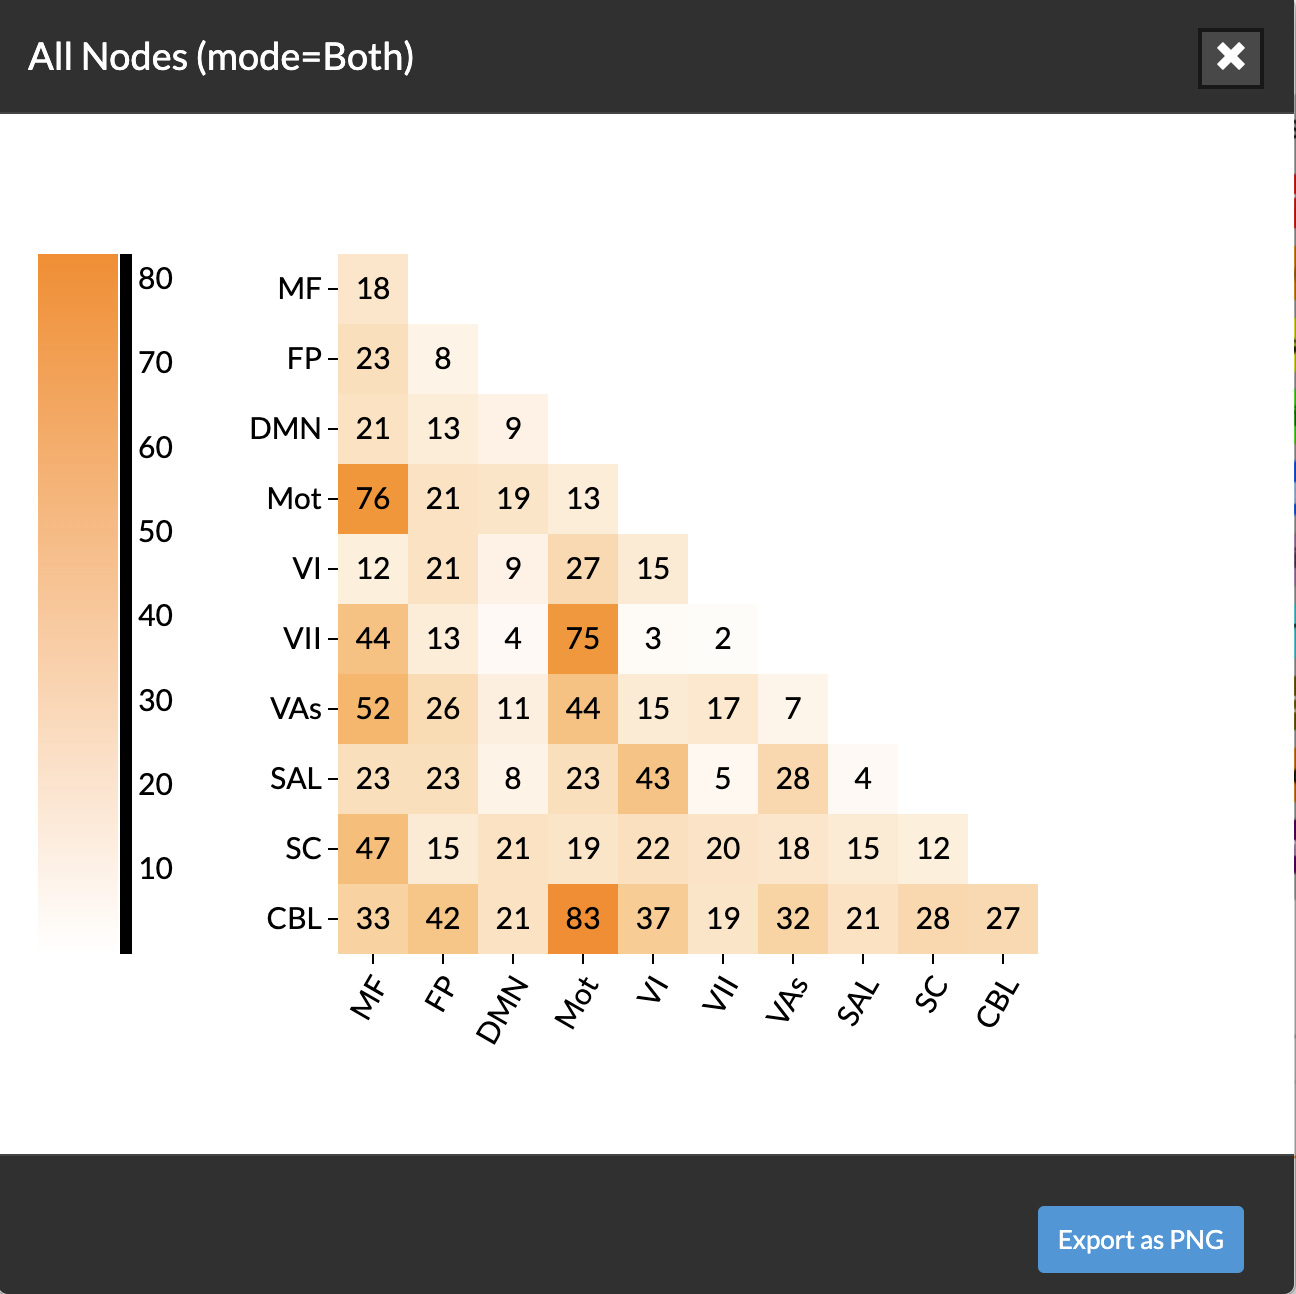 All Nodes (mode=Both)
80
70
60
50
40
30
20
10
MF 18
FP 23 8
DMN 21 13 9
Mot 76 21 19 13
VI 12 21 9 27 15
VII 44 13 4 75 3 2
VAs 52 26 11 44 15 17 7
SAL 23 23 8 23 43 5 28 4
SC 47 15 21 19 22 20 18 15 12
CBL 33 42 21 83 37 19 32 21 28 27
MF FP DMN Mot VI VII VAs SAL SC CBL
Export as PNG